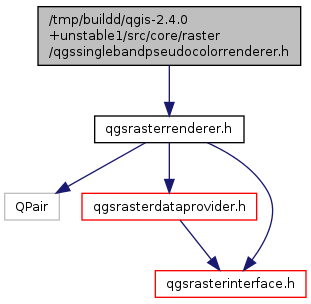 /tmp/buildd/qgis-2.4.0
+unstable1/src/core/raster
/qgssinglebandpseudocolorrenderer.h
qgsrasterrenderer.h
QPair
qgsrasterdataprovider.h
qgsrasterinterface.h